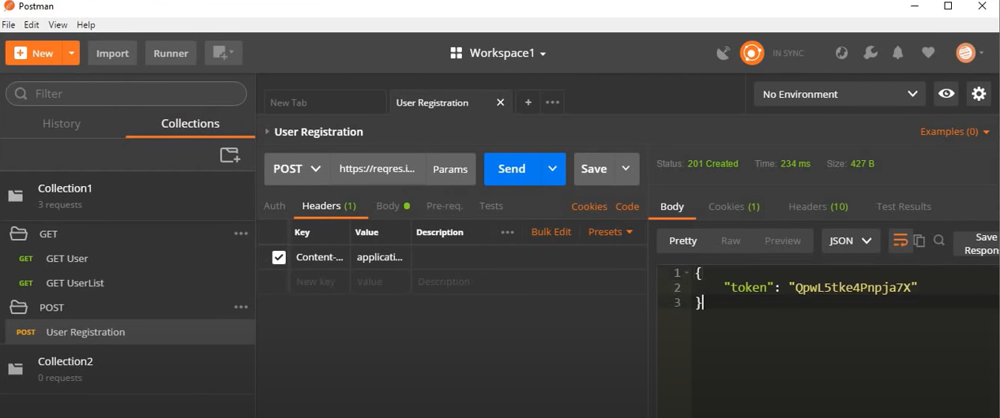 Postman
File Edit View Help
New Import Runner Workspace1 IN SYNC
Filter
History Collections
Collection1
3 requests
GET
GET GET User
GET GET UserList
POST
POST User Registration
Collection2
0 requests
New Tab User Registration
No Environment
User Registration
Examples (0)
POST https://reqres.i... Params Send Save
Status: 201 Created Time: 234 ms Size: 427 B
Auth Headers (1) Body Pre-req. Tests Cookies Code
Body Cookies (1) Headers (10) Test Results
Key Value Description Bulk Edit Presets
Content-... applicati...
New key Value Description
Pretty Raw Preview JSON Save
Respon
1 {
2 "token": "QpwL5tke4Pnpja7X"
3 }